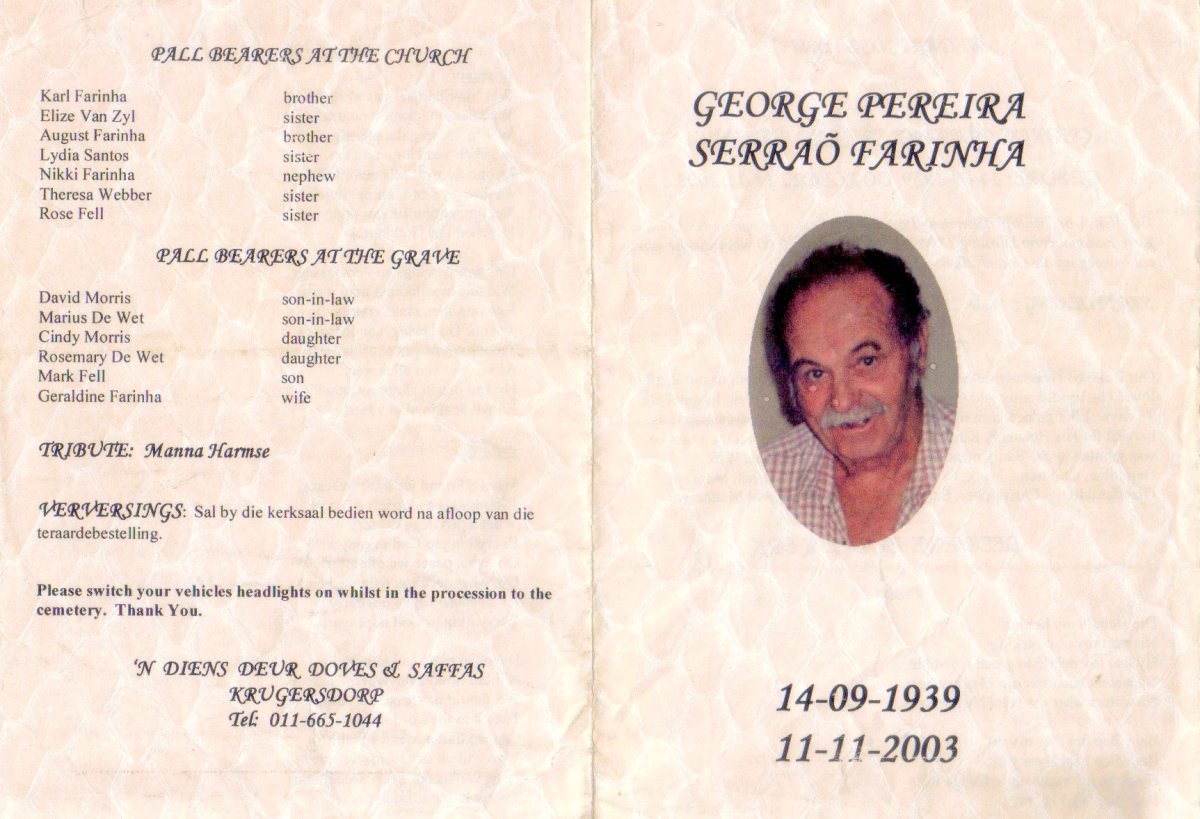 PALL BEARERS AT THE CHURCH
Karl Farinha brother
Elize Van Zyl sister
August Farinha brother
Lydia Santos sister
Nikki Farinha nephew
Theresa Webber sister
Rose Fell sister
PALL BEARERS AT THE GRAVE
David Morris son-in-law
Marius De Wet son-in-law
Cindy Morris daughter
Rosemary De Wet daughter
Mark Fell son
Geraldine Farinha wife
TRIBUTE: Manna Harmse
VERVERSINGS: Sal by die kerksaal bedien word na afloop van die
teraardebestelling.
Please switch your vehicles headlights on whilst in the procession to the
cemetery. Thank You.
'N DIENS DEUR DOVES & SAFFAS
KRUGERSDORP
Tel: 011-665-1044
GEORGE PEREIRA
SERRAÕ FARINHA
14-09-1939
11-11-2003